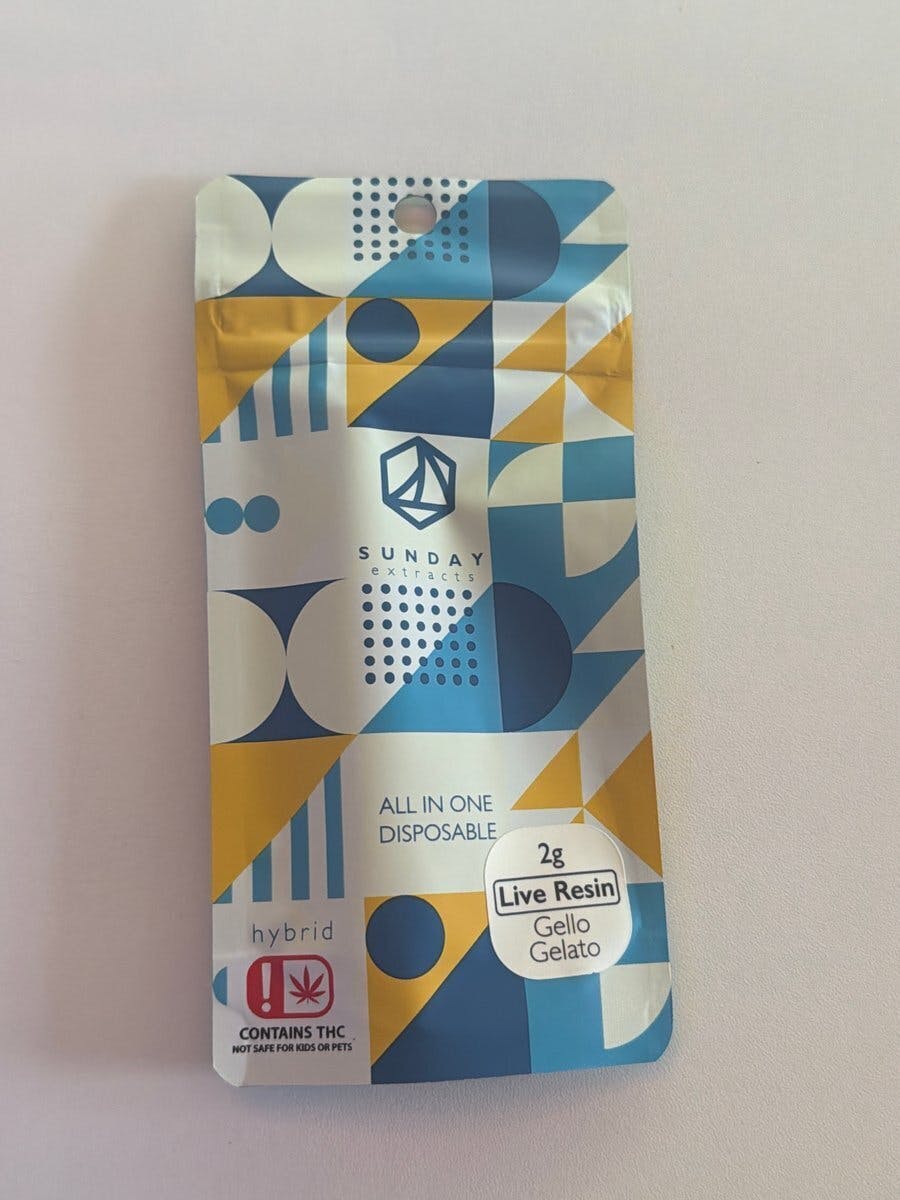 SUNDAY
extracts
ALL IN ONE
DISPOSABLE
2g
Live Resin
Gello
Gelato
hybrid
!
CONTAINS THC
NOT SAFE FOR KIDS OR PETS